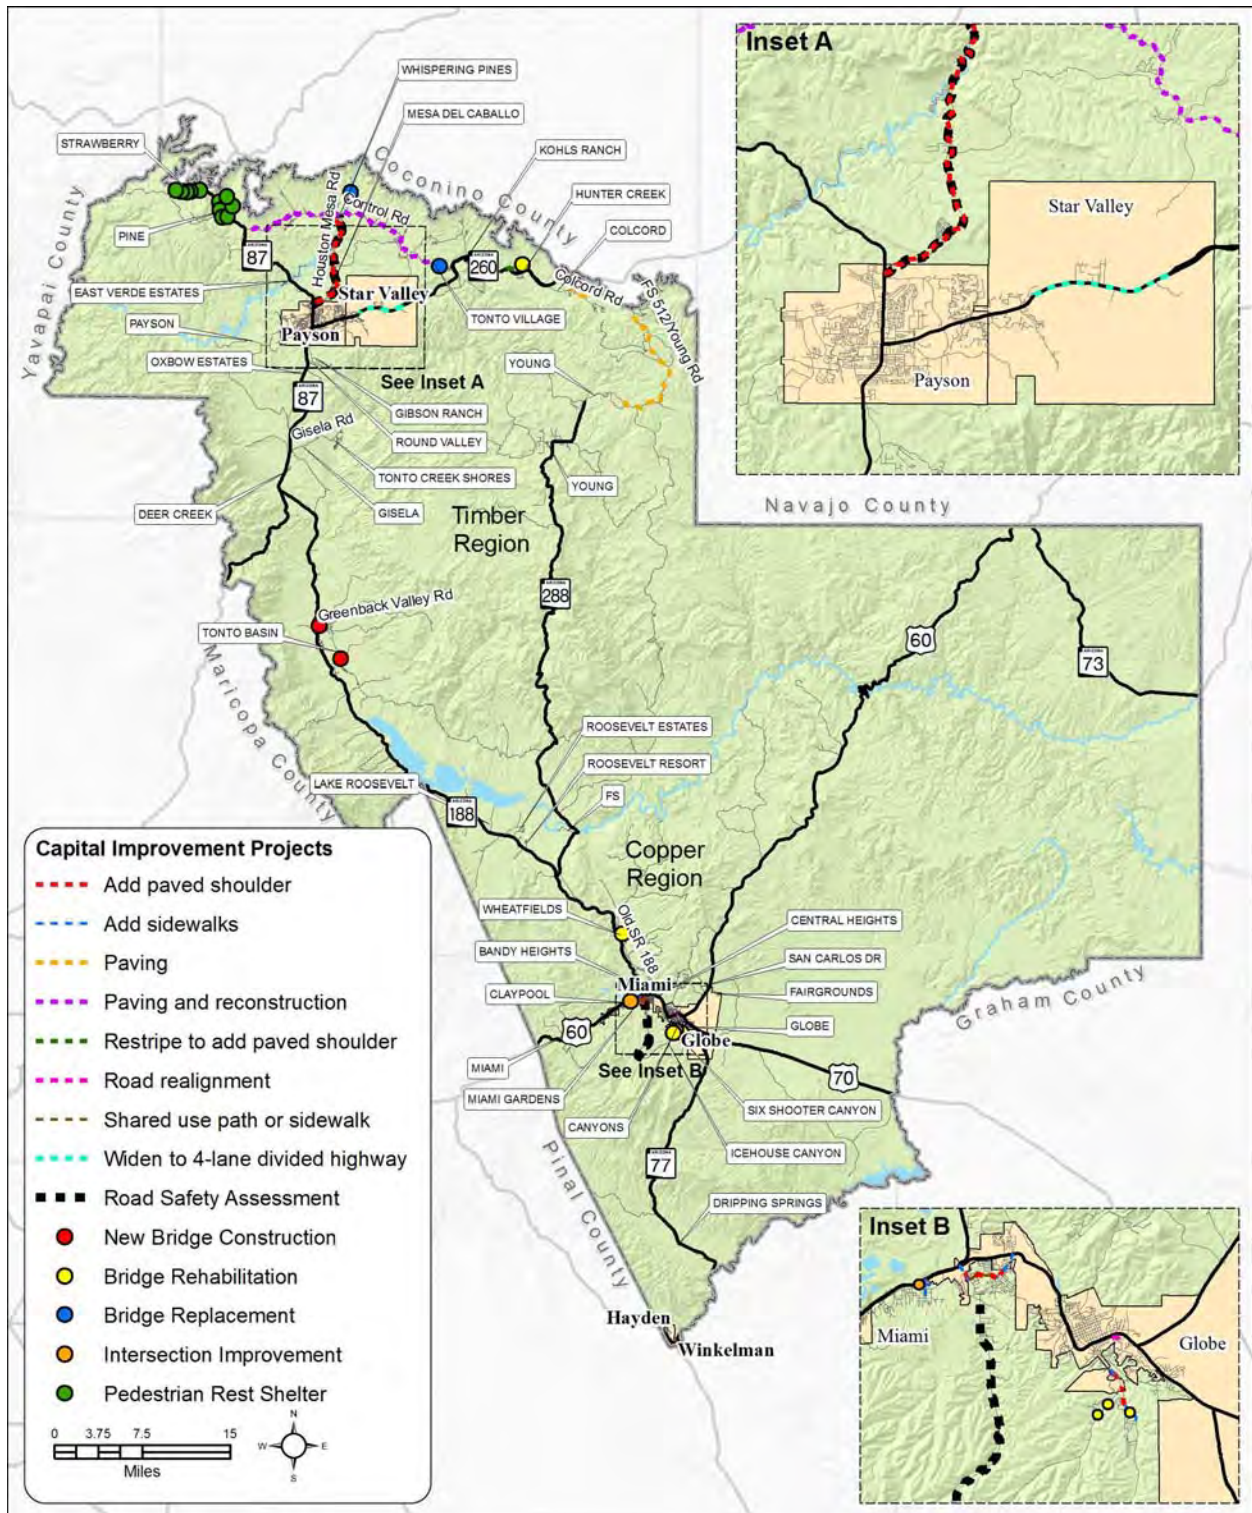 Inset A
WHISPERING PINES
MESA DEL CABALLO
STRAWBERRY
KOHLS RANCH
Coconino County
HUNTER CREEK
Star Valley
PINE
Houston Mesa Rd
Control Rd
COLCORD
87
260
Yavapai County
EAST VERDE ESTATES
Star Valley
Colcord Rd
FS 512/Young Rd
PAYSON
Payson
TONTO VILLAGE
OXBOW ESTATES
YOUNG
See Inset A
Payson
87
GIBSON RANCH
Gisela Rd
ROUND VALLEY
TONTO CREEK SHORES
YOUNG
DEER CREEK
GISELA
Navajo County
Timber
Region
ARIZONA
288
Greenback Valley Rd
TONTO BASIN
60
ARIZONA
73
Maricopa County
ROOSEVELT ESTATES
ROOSEVELT RESORT
LAKE ROOSEVELT
FS
ARIZONA
188
Copper
Region
WHEATFIELDS
Old SR 188
CENTRAL HEIGHTS
BANDY HEIGHTS
SAN CARLOS DR
Miami
CLAYPOOL
FAIRGROUNDS
Graham County
60
GLOBE
Globe
MIAMI
See Inset B
70
MIAMI GARDENS
SIX SHOOTER CANYON
CANYONS
ICEHOUSE CANYON
Pinal County
ARIZONA
77
DRIPPING SPRINGS
Hayden
Winkelman
Capital Improvement Projects
Add paved shoulder
Add sidewalks
Paving
Paving and reconstruction
Restripe to add paved shoulder
Road realignment
Shared use path or sidewalk
Widen to 4-lane divided highway
Road Safety Assessment
New Bridge Construction
Bridge Rehabilitation
Bridge Replacement
Intersection Improvement
Pedestrian Rest Shelter
0 3.75 7.5 15
Miles
N
W E
S
Inset B
Miami
Globe